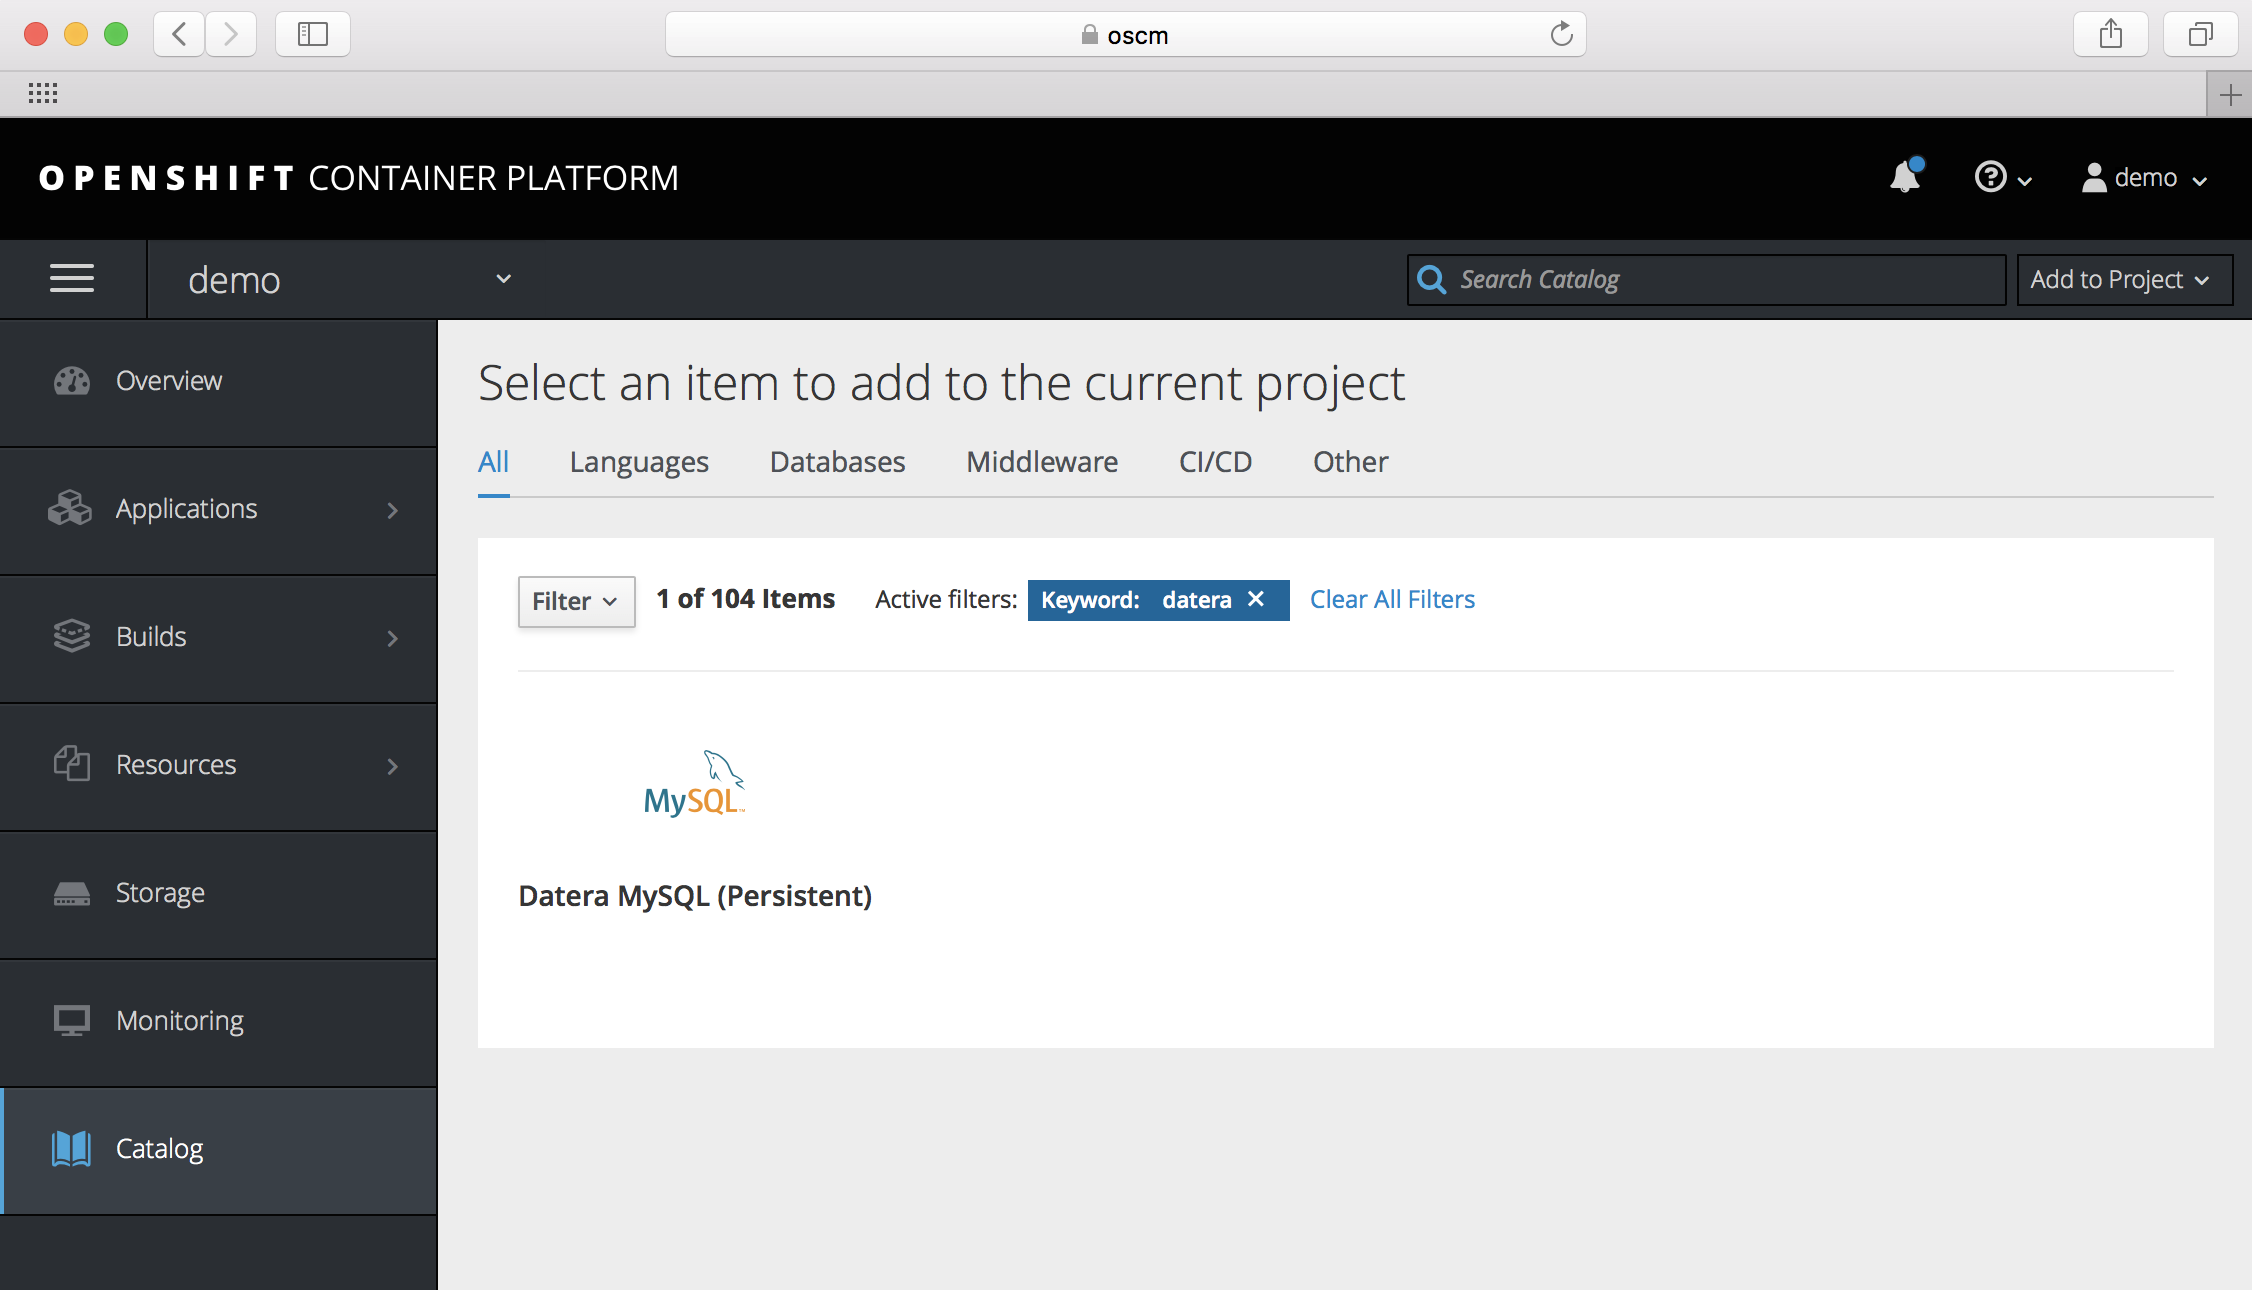 oscm
OPENSHIFT CONTAINER PLATFORM
demo
demo
Search Catalog
Add to Project
Overview
Applications
Builds
Resources
Storage
Monitoring
Catalog
Select an item to add to the current project
All Languages Databases Middleware CI/CD Other
Filter 1 of 104 Items Active filters: Keyword: datera × Clear All Filters
MySQL™
Datera MySQL (Persistent)